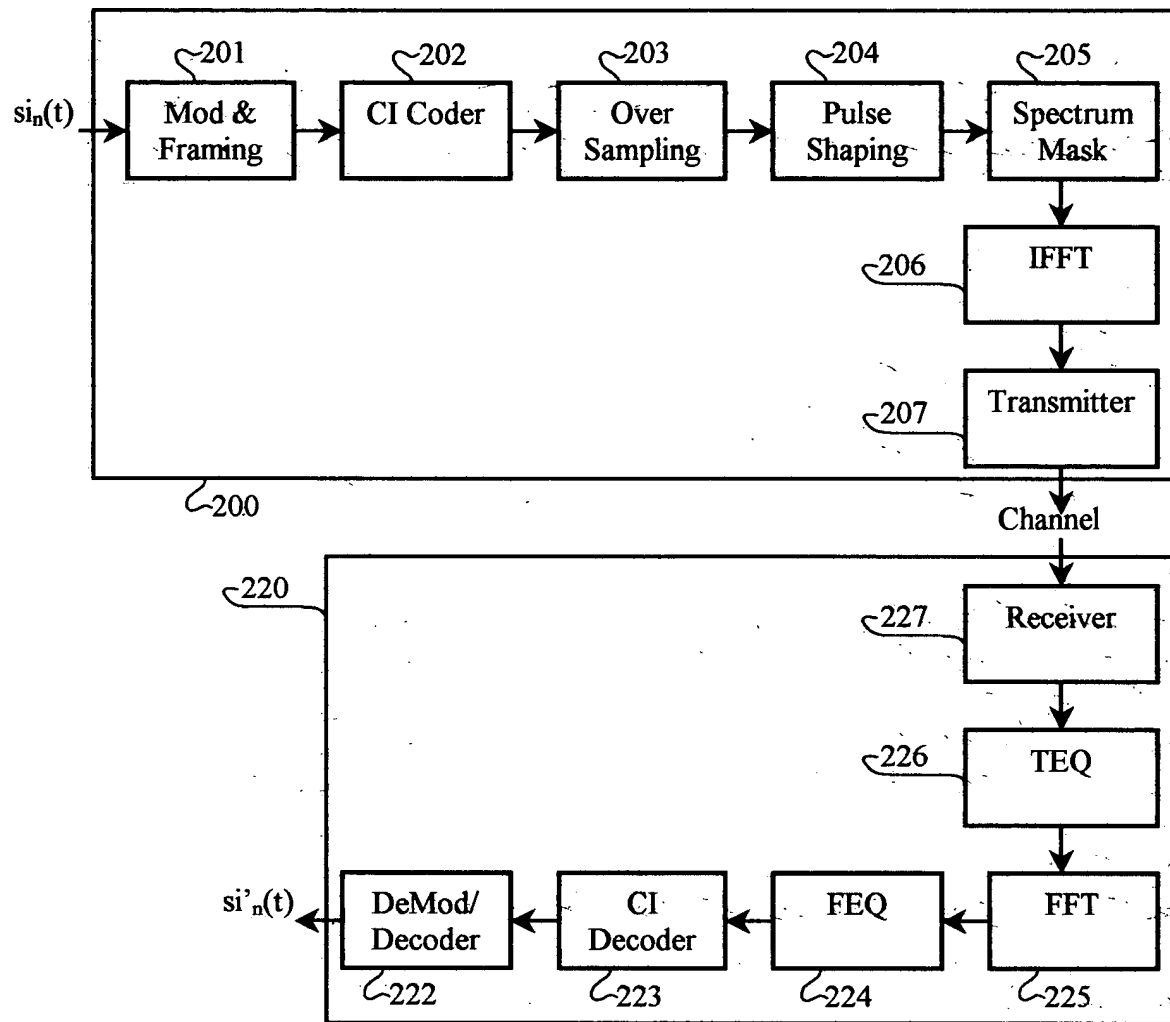 201
202
203
204
205
si_n(t)
Mod &
Framing
CI Coder
Over
Sampling
Pulse
Shaping
Spectrum
Mask
206
IFFT
207
Transmitter
200
Channel
220
227
Receiver
226
TEQ
si'_n(t)
DeMod/
Decoder
CI
Decoder
FEQ
FFT
222
223
224
225